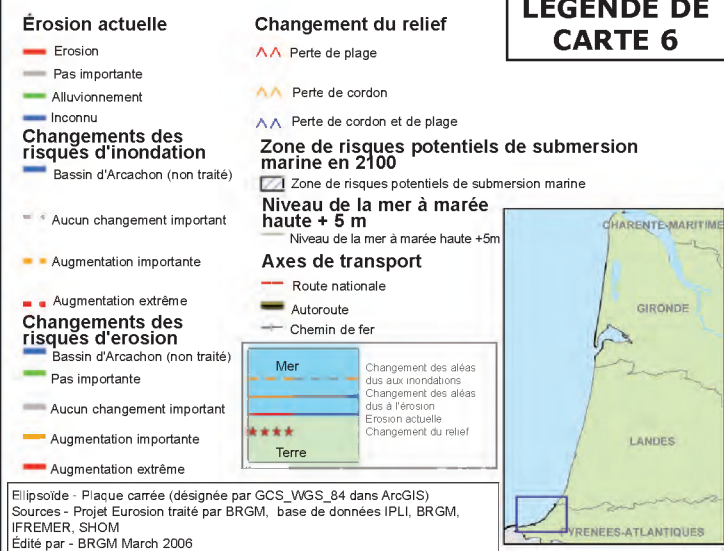 Érosion actuelle
Erosion
Pas importante
Alluvionnement
Inconnu
Changements des
risques d'inondation
Bassin d'Arcachon (non traité)
Aucun changement important
Augmentation importante
Augmentation extrême
Changements des
risques d'erosion
Bassin d'Arcachon (non traité)
Pas importante
Aucun changement important
Augmentation importante
Augmentation extrême
Changement du relief
Perte de plage
Perte de cordon
Perte de cordon et de plage
Zone de risques potentiels de submersion
marine en 2100
Zone de risques potentiels de submersion marine
Niveau de la mer à marée
haute + 5 m
Niveau de la mer à marée haute +5m
Axes de transport
Route nationale
Autoroute
Chemin de fer
Mer
Terre
Changement des aléas
dus aux inondations
Changement des aléas
dus à l'érosion
Erosion actuelle
Changement du relief
LEGENDE DE
CARTE 6
CHARENTE-MARITIME
GIRONDE
LANDES
PYRENEES-ATLANTIQUES
Ellipsoïde - Plaque carrée (désignée par GCS_WGS_84 dans ArcGIS)
Sources - Projet Eurosion traité par BRGM, base de données IPLI, BRGM,
IFREMER, SHOM
Édité par - BRGM March 2006